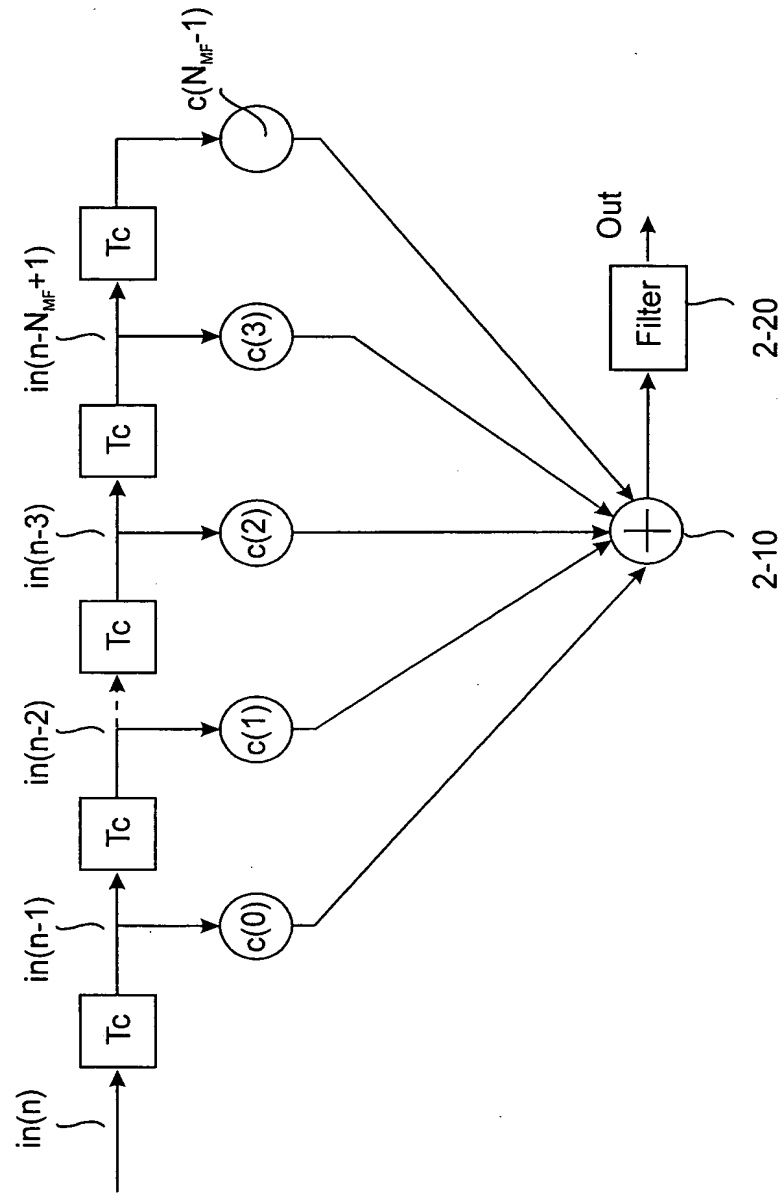 in(n)
in(n-1)
in(n-2)
in(n-3)
in(n-N_MF+1)
Tc
Tc
Tc
Tc
Tc
c(0)
c(1)
c(2)
c(3)
c(N_MF-1)
+
Filter
Out
2-10
2-20